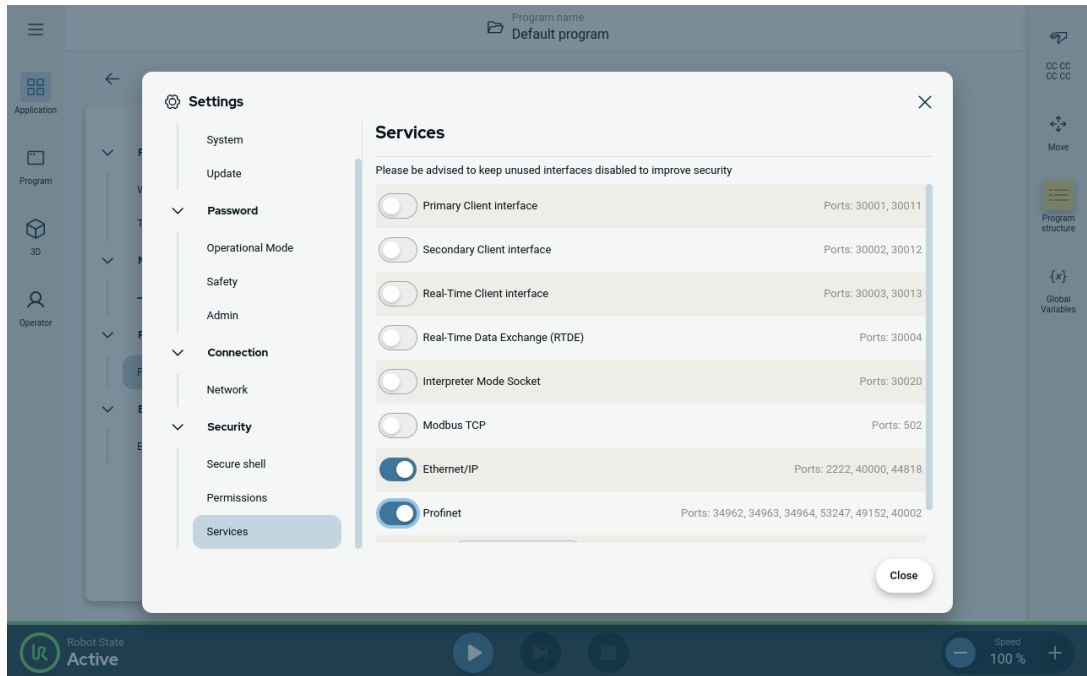 Program name
Default program
Application
Program
3D
Operator
Settings
System
Update
Password
Operational Mode
Safety
Admin
Connection
Network
Security
Secure shell
Permissions
Services
Services
Please be advised to keep unused interfaces disabled to improve security
Primary Client interface Ports: 30001, 30011
Secondary Client interface Ports: 30002, 30012
Real-Time Client interface Ports: 30003, 30013
Real-Time Data Exchange (RTDE) Ports: 30004
Interpreter Mode Socket Ports: 30020
Modbus TCP Ports: 502
Ethernet/IP Ports: 2222, 40000, 44818
Profinet Ports: 34962, 34963, 34964, 53247, 49152, 40002
Close
CC CC
CC CC
Move
Program
structure
{x}
Global
Variables
UR
Robot State
Active
Speed
100 %